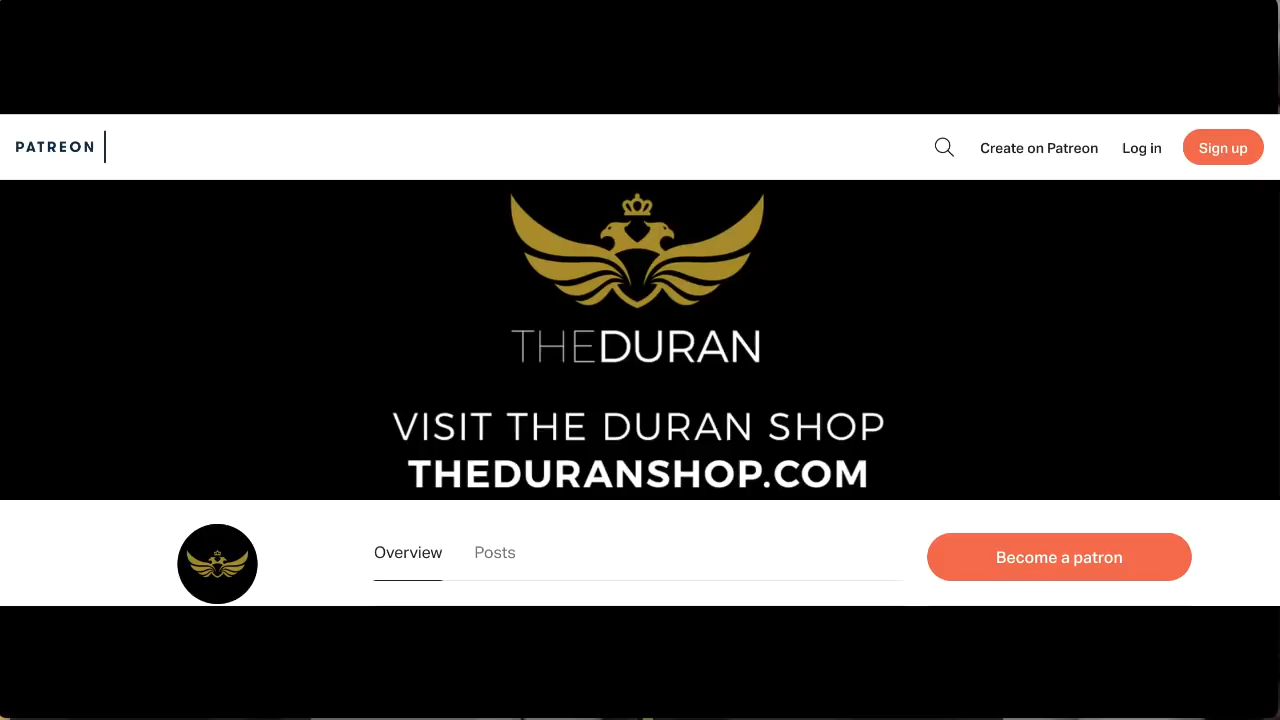 PATREON
Create on Patreon
Log in
Sign up
THEDURAN
VISIT THE DURAN SHOP
THEDURANSHOP.COM
Overview
Posts
Become a patron